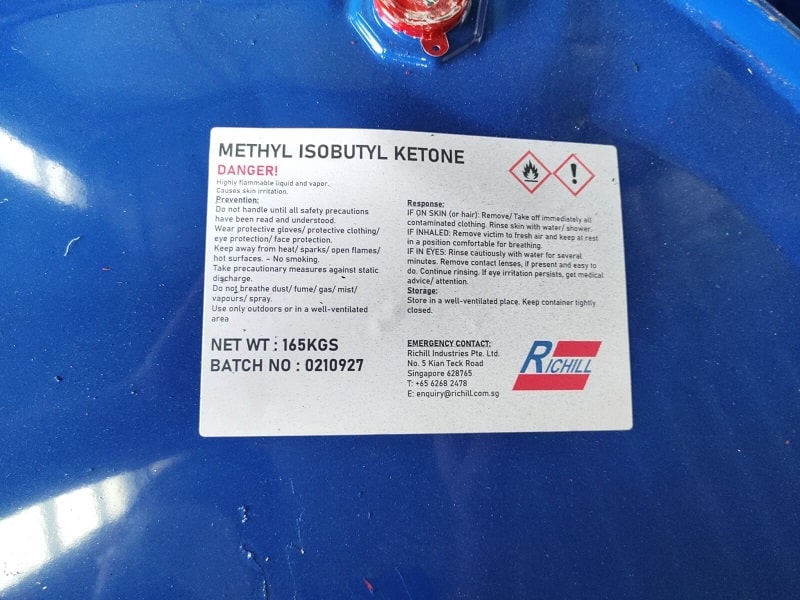 METHYL ISOBUTYL KETONE
DANGER!
Highly flammable liquid and vapor.
Causes skin irritation.
Prevention:
Do not handle until all safety precautions
have been read and understood.
Wear protective gloves/ protective clothing/
eye protection/ face protection.
Keep away from heat/ sparks/ open flames/
hot surfaces. - No smoking.
Take precautionary measures against static
discharge.
Do not breathe dust/ fume/ gas/ mist/
vapours/ spray.
Use only outdoors or in a well-ventilated
area
Response:
IF ON SKIN (or hair): Remove/ Take off immediately all
contaminated clothing. Rinse skin with water/ shower.
IF INHALED: Remove victim to fresh air and keep at rest
in a position comfortable for breathing.
IF IN EYES: Rinse cautiously with water for several
minutes. Remove contact lenses, if present and easy to
do. Continue rinsing. If eye irritation persists, get medical
advice/ attention.
Storage:
Store in a well-ventilated place. Keep container tightly
closed.
NET WT : 165KGS
BATCH NO : 0210927
EMERGENCY CONTACT:
Richill Industries Pte. Ltd.
No. 5 Kian Teck Road
Singapore 628765
T: +65 6268 2478
E: enquiry@richill.com.sg
RICHILL